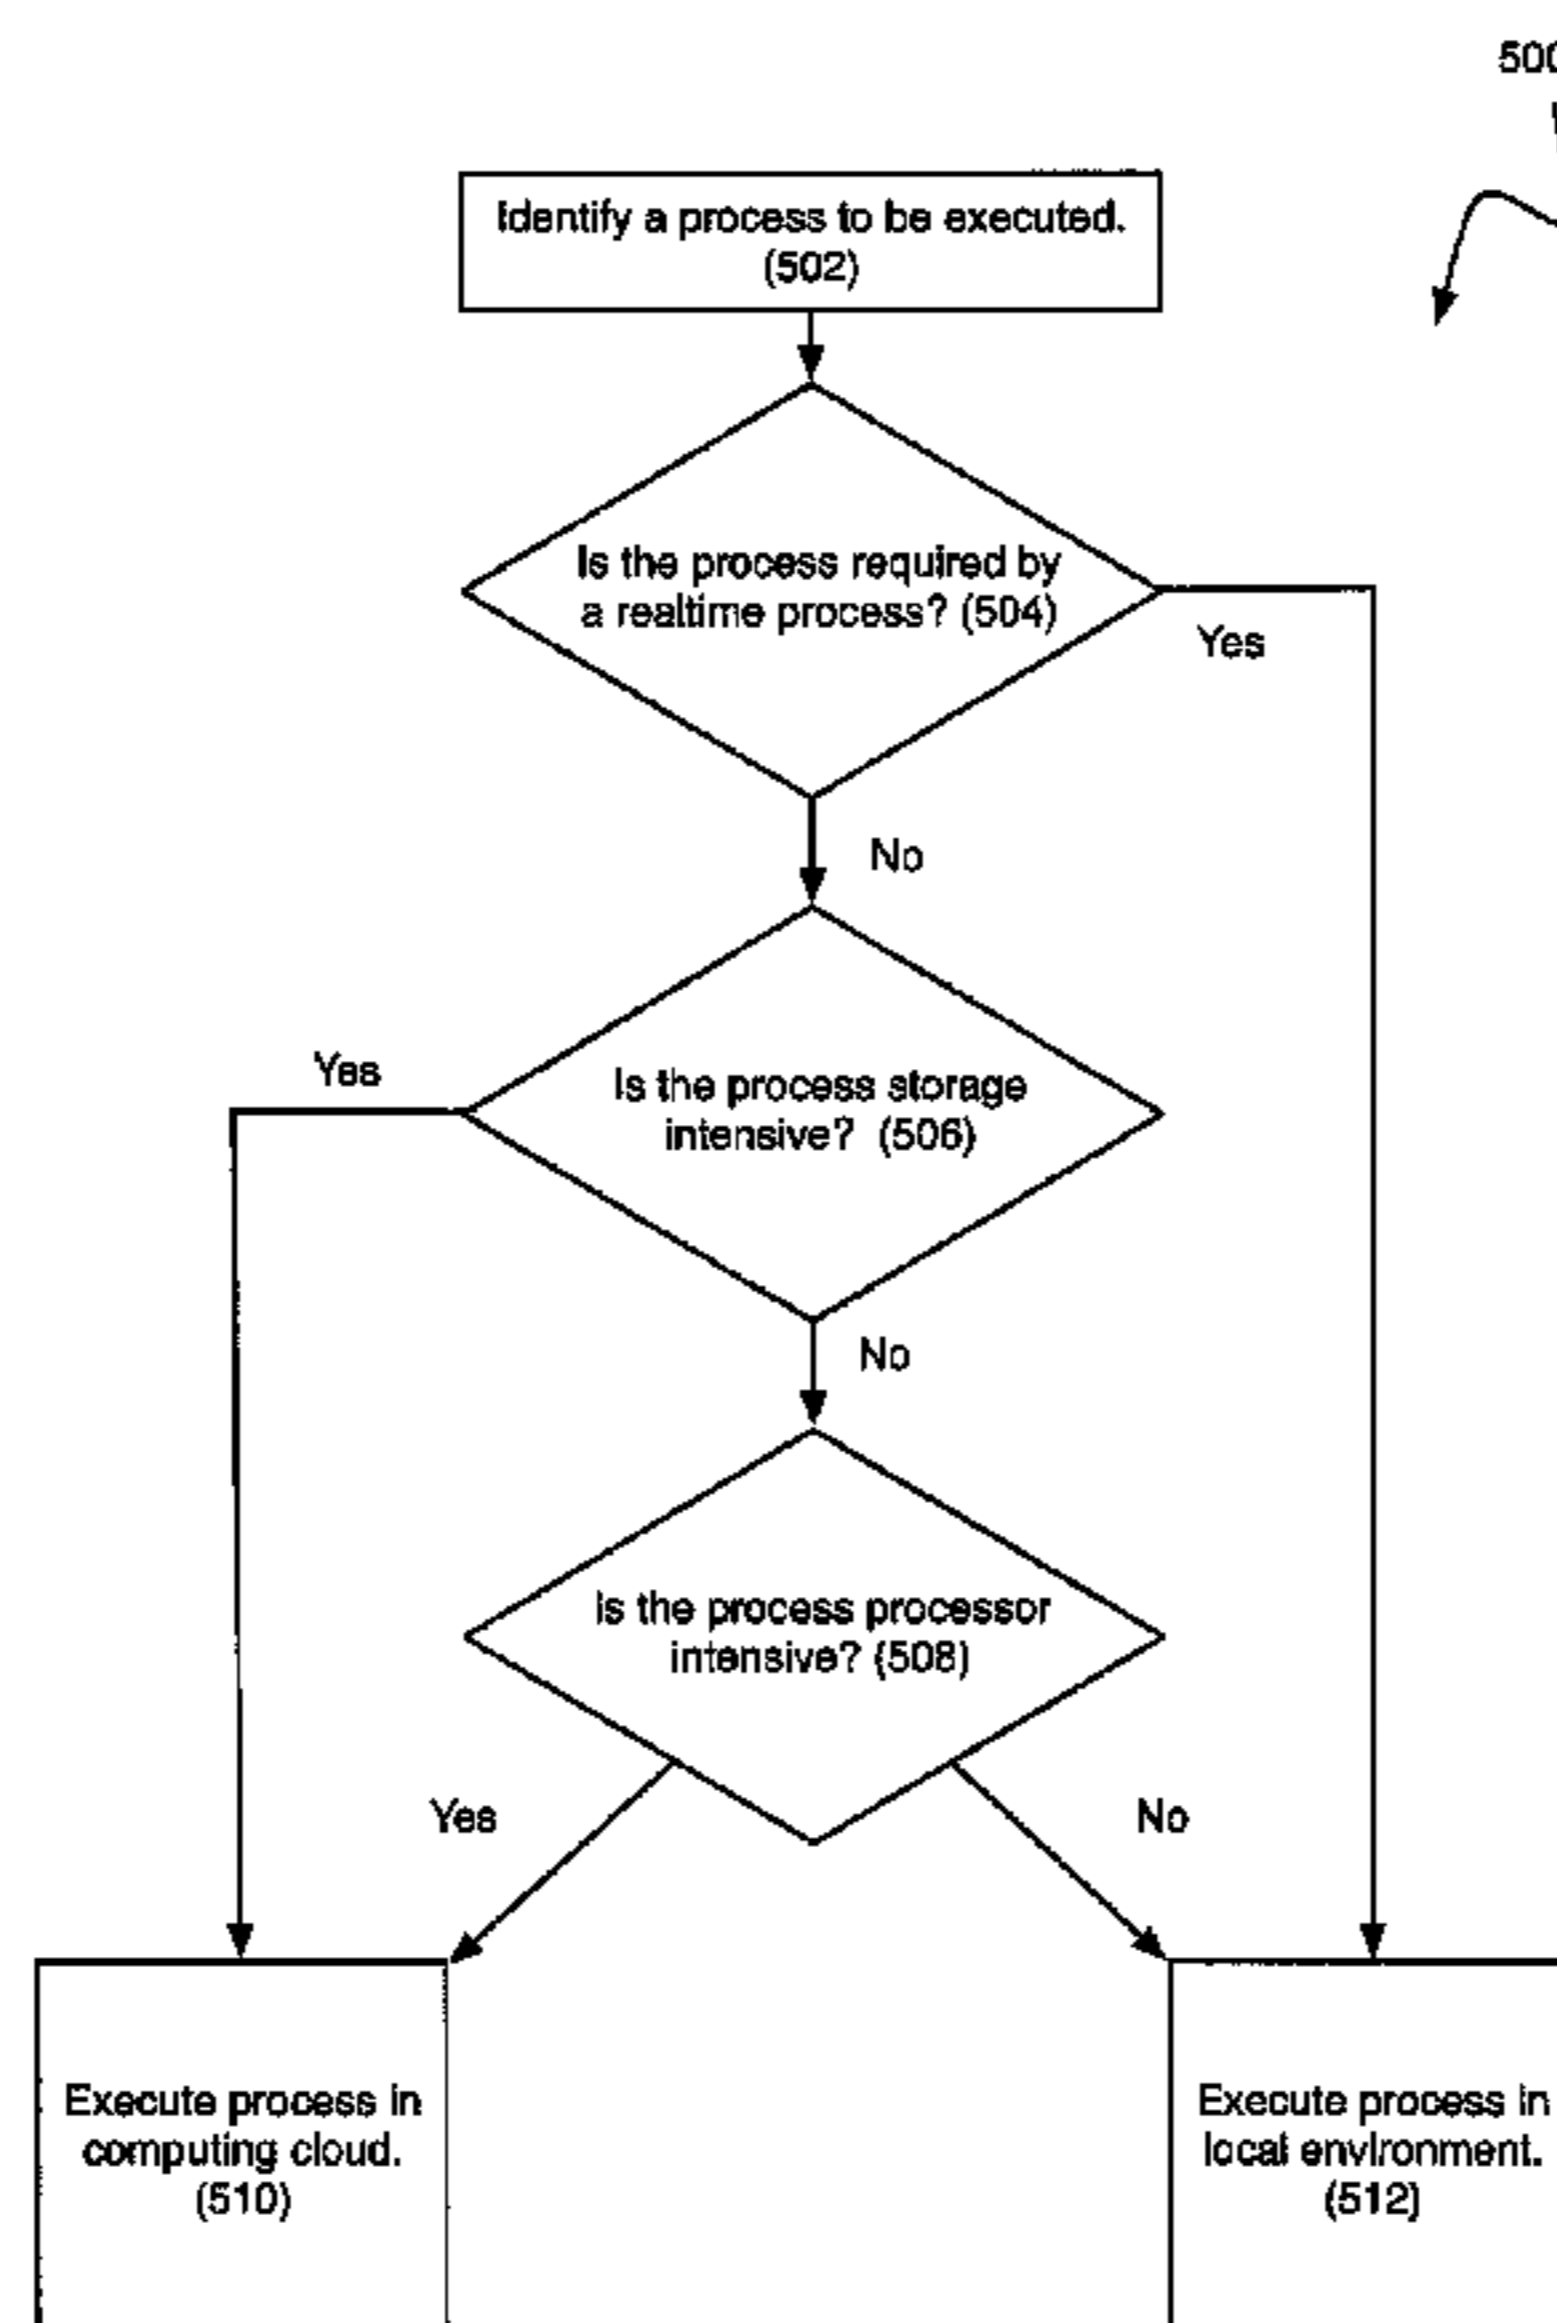 500
Identify a process to be executed.
(502)
Is the process required by
a realtime process? (504)
Yes
No
Yes
Is the process storage
intensive? (506)
No
Is the process processor
intensive? (508)
Yes
No
Execute process in
computing cloud.
(510)
Execute process in
local environment.
(512)